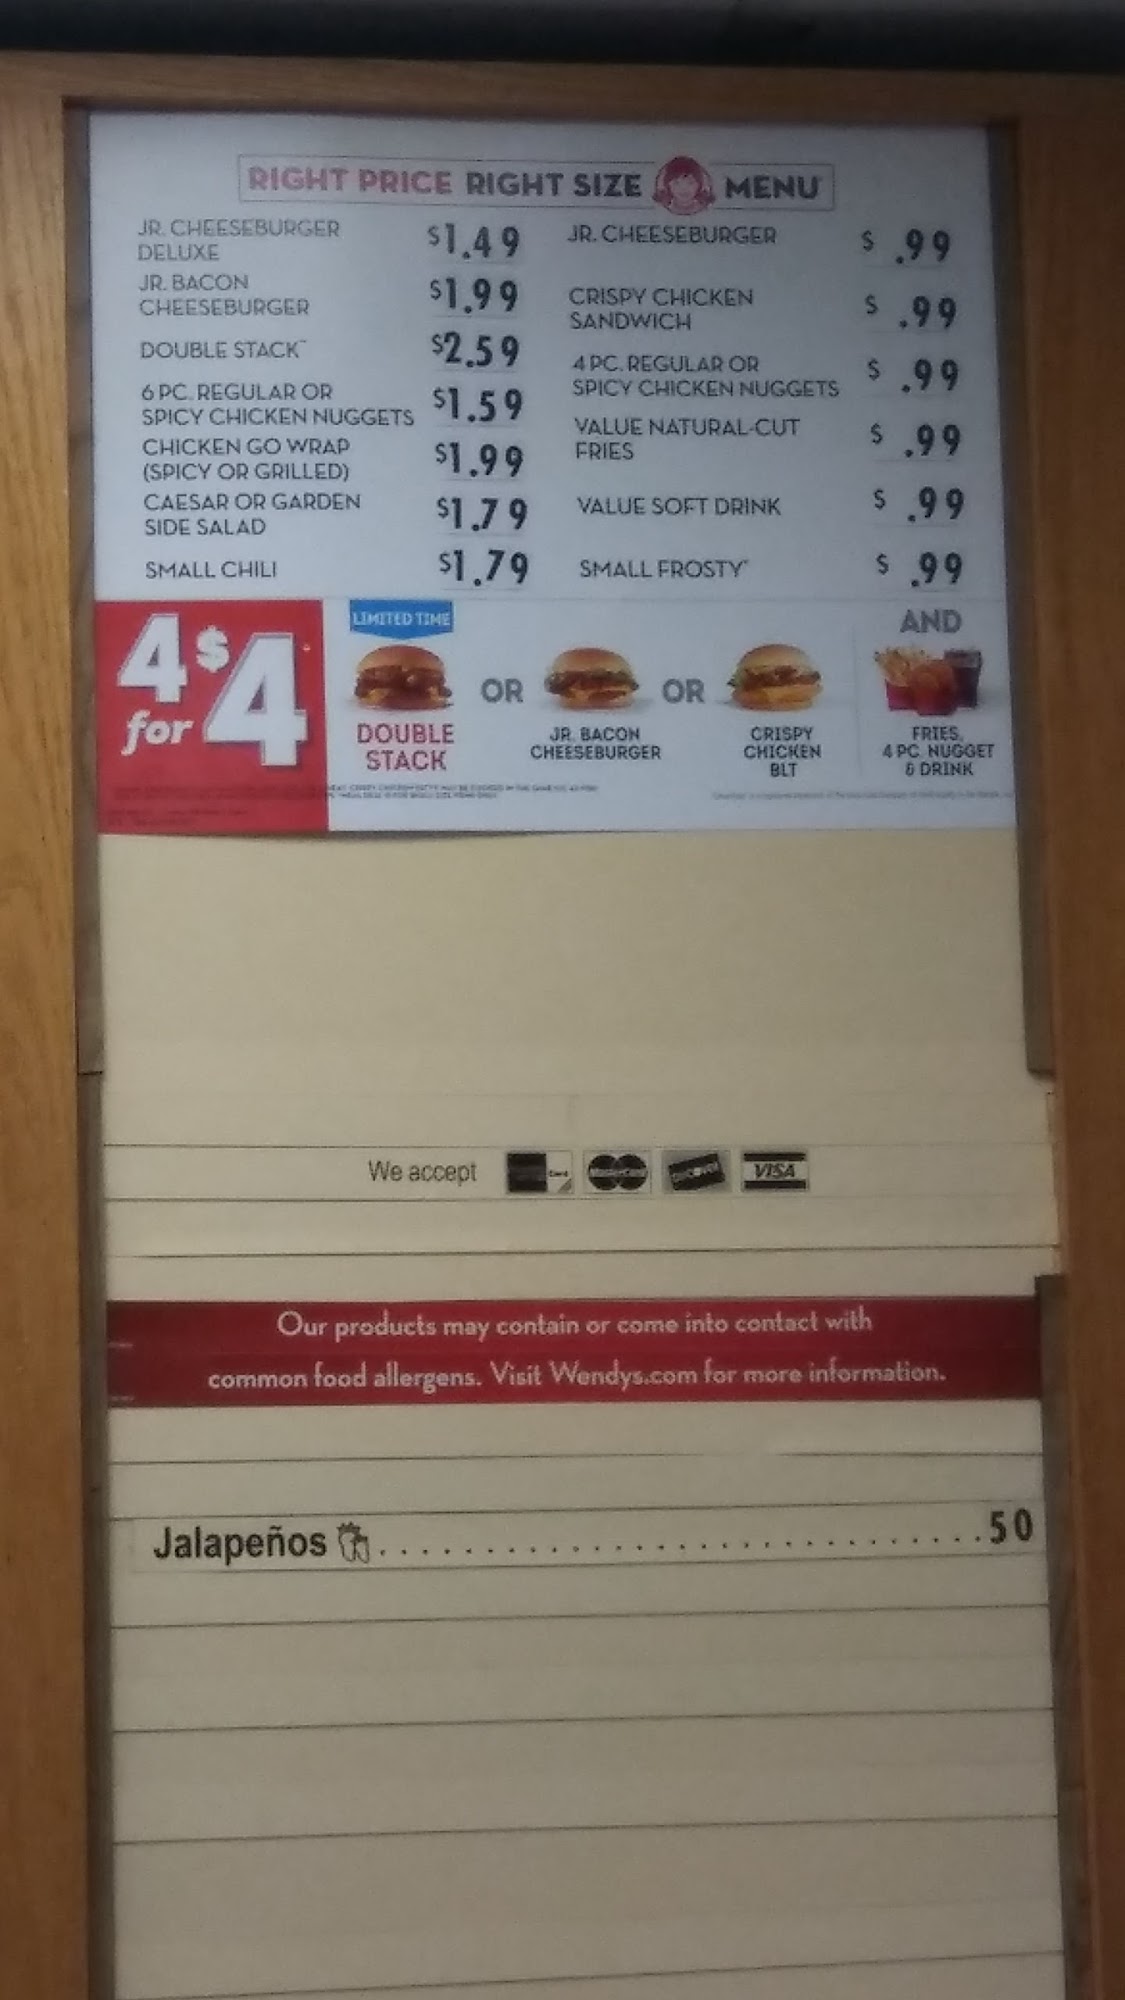 RIGHT PRICE RIGHT SIZE MENU
JR. CHEESEBURGER
DELUXE
$1.49
JR. BACON
CHEESEBURGER
$1.99
DOUBLE STACK™
$2.59
6 PC. REGULAR OR
SPICY CHICKEN NUGGETS
$1.59
CHICKEN GO WRAP
(SPICY OR GRILLED)
$1.99
CAESAR OR GARDEN
SIDE SALAD
$1.79
SMALL CHILI
$1.79
JR. CHEESEBURGER
$ .99
CRISPY CHICKEN
SANDWICH
$ .99
4 PC. REGULAR OR
SPICY CHICKEN NUGGETS
$ .99
VALUE NATURAL-CUT
FRIES
$ .99
VALUE SOFT DRINK
$ .99
SMALL FROSTY
$ .99
4 for $4
LIMITED TIME
DOUBLE
STACK
OR
JR. BACON
CHEESEBURGER
OR
CRISPY
CHICKEN
BLT
AND
FRIES,
4 PC. NUGGET
& DRINK
We accept
MasterCard
DISCOVER
VISA
Our products may contain or come into contact with
common food allergens. Visit Wendys.com for more information.
Jalapeños ..............................50